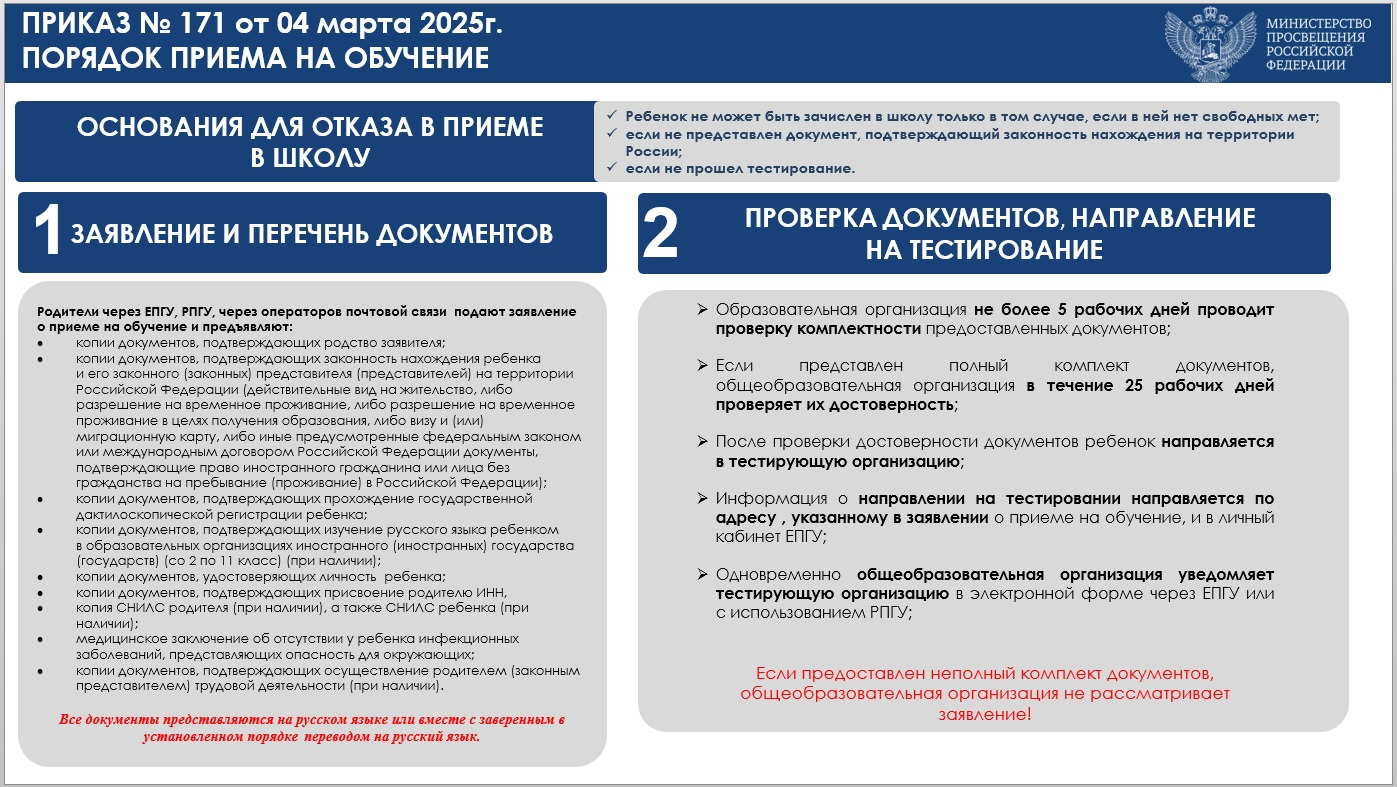 ПРИКАЗ № 171 от 04 марта 2025г.
ПОРЯДОК ПРИЕМА НА ОБУЧЕНИЕ
МИНИСТЕРСТВО
ПРОСВЕЩЕНИЯ
РОССИЙСКОЙ
ФЕДЕРАЦИИ
ОСНОВАНИЯ ДЛЯ ОТКАЗА В ПРИЕМЕ
В ШКОЛУ
✓ Ребенок не может быть зачислен в школу только в том случае, если в ней нет свободных мет;
✓ если не представлен документ, подтверждающий законность нахождения на территории
России;
✓ если не прошел тестирование.
1 ЗАЯВЛЕНИЕ И ПЕРЕЧЕНЬ ДОКУМЕНТОВ
Родители через ЕПГУ, РПГУ, через операторов почтовой связи подают заявление
о приеме на обучение и предъявляют:
• копии документов, подтверждающих родство заявителя;
• копии документов, подтверждающих законность нахождения ребенка
и его законного (законных) представителя (представителей) на территории
Российской Федерации (действительные вид на жительство, либо
разрешение на временное проживание, либо разрешение на временное
проживание в целях получения образования, либо визу и (или)
миграционную карту, либо иные предусмотренные федеральным законом
или международным договором Российской Федерации документы,
подтверждающие право иностранного гражданина или лица без
гражданства на пребывание (проживание) в Российской Федерации);
• копии документов, подтверждающих прохождение государственной
дактилоскопической регистрации ребенка;
• копии документов, подтверждающих изучение русского языка ребенком
в образовательных организациях иностранного (иностранных) государства
(государств) (со 2 по 11 класс) (при наличии);
• копии документов, удостоверяющих личность ребенка;
• копии документов, подтверждающих присвоение родителю ИНН,
• копия СНИЛС родителя (при наличии), а также СНИЛС ребенка (при
наличии);
• медицинское заключение об отсутствии у ребенка инфекционных
заболеваний, представляющих опасность для окружающих;
• копии документов, подтверждающих осуществление родителем (законным
представителем) трудовой деятельности (при наличии).
Все документы представляются на русском языке или вместе с заверенным в
установленном порядке переводом на русский язык.
2 ПРОВЕРКА ДОКУМЕНТОВ, НАПРАВЛЕНИЕ
НА ТЕСТИРОВАНИЕ
➢ Образовательная организация не более 5 рабочих дней проводит
проверку комплектности предоставленных документов;
➢ Если представлен полный комплект документов,
общеобразовательная организация в течение 25 рабочих дней
проверяет их достоверность;
➢ После проверки достоверности документов ребенок направляется
в тестирующую организацию;
➢ Информация о направлении на тестировании направляется по
адресу , указанному в заявлении о приеме на обучение, и в личный
кабинет ЕПГУ;
➢ Одновременно общеобразовательная организация уведомляет
тестирующую организацию в электронной форме через ЕПГУ или
с использованием РПГУ;
Если предоставлен неполный комплект документов,
общеобразовательная организация не рассматривает
заявление!